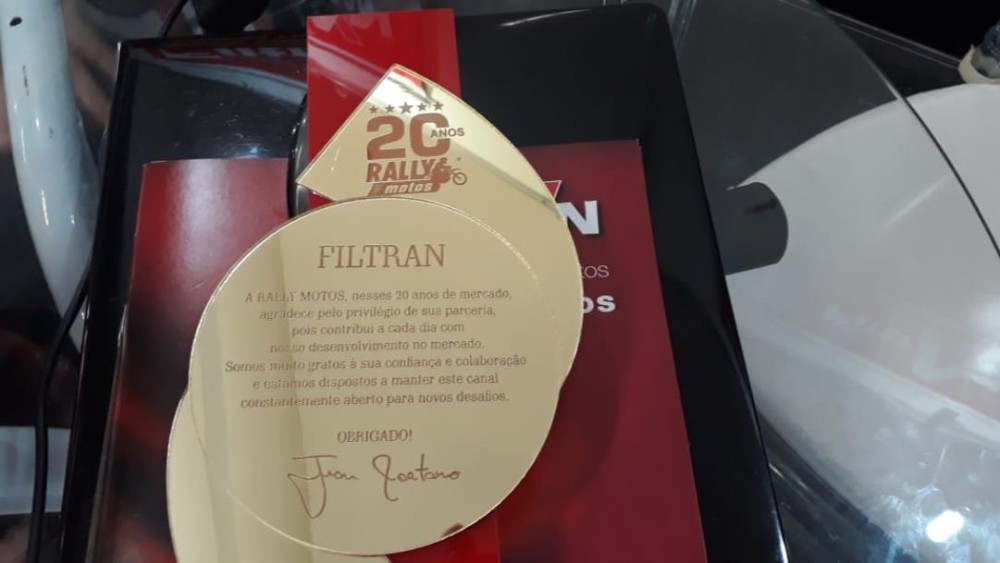 20 ANOS
RALLY
motos
FILTRAN
A RALLY MOTOS, nesses 20 anos de mercado,
agradece pelo privilégio de sua parceria,
pois contribui a cada dia com
nosso desenvolvimento no mercado.
Somos muito gratos à sua confiança e colaboração
e estamos dispostos a manter este canal
constantemente aberto para novos desafios.
OBRIGADO!
N
os